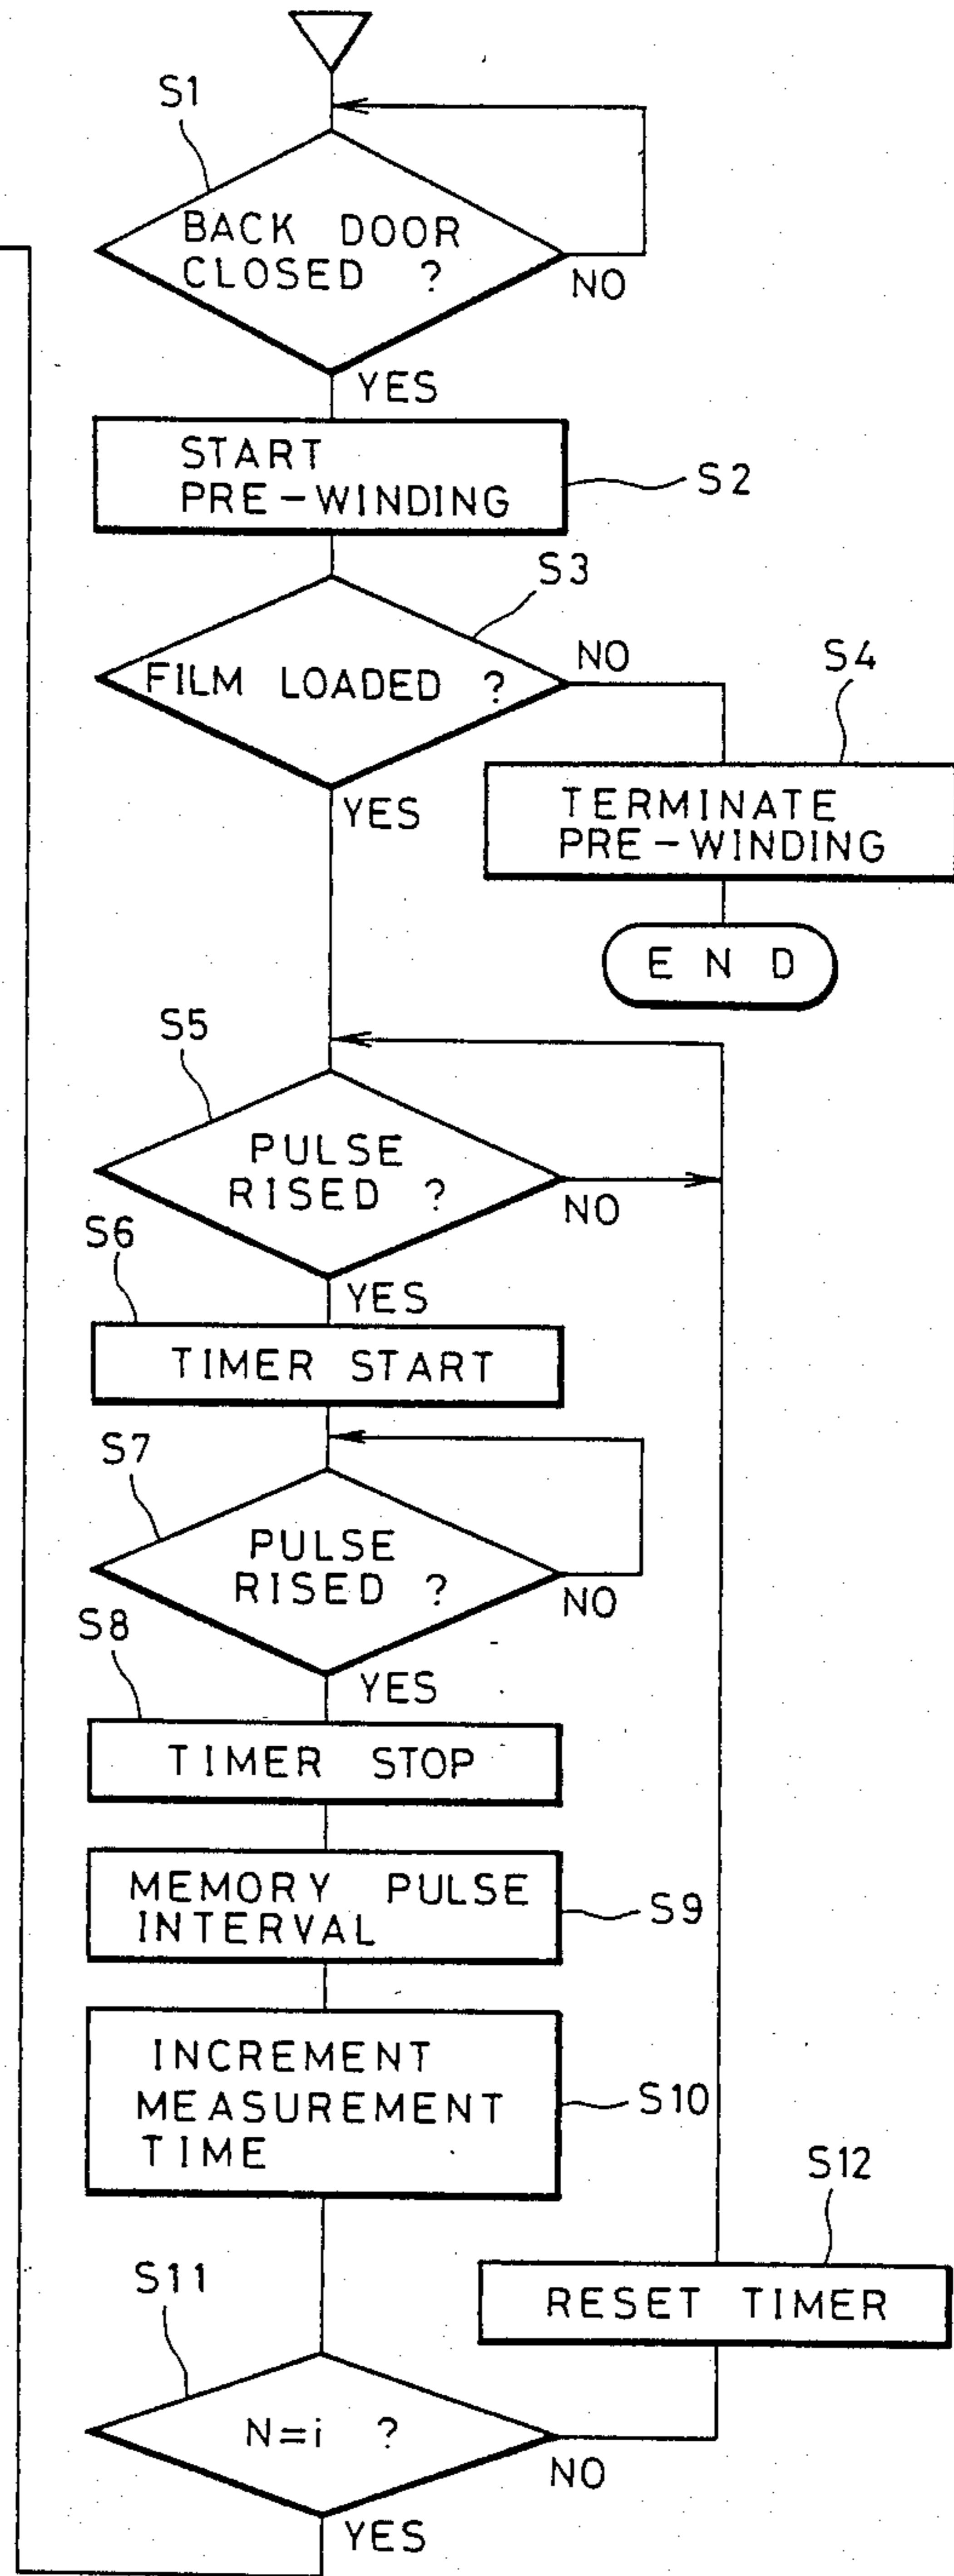 S1
BACK DOOR
CLOSED ?
NO
YES
START
PRE-WINDING
S2
S3
FILM LOADED ?
NO
S4
YES
TERMINATE
PRE-WINDING
END
S5
PULSE
RISED ?
NO
S6
YES
TIMER START
S7
PULSE
RISED ?
NO
S8
YES
TIMER STOP
MEMORY PULSE
INTERVAL
S9
INCREMENT
MEASUREMENT
TIME
S10
S12
S11
RESET TIMER
N=i ?
NO
YES